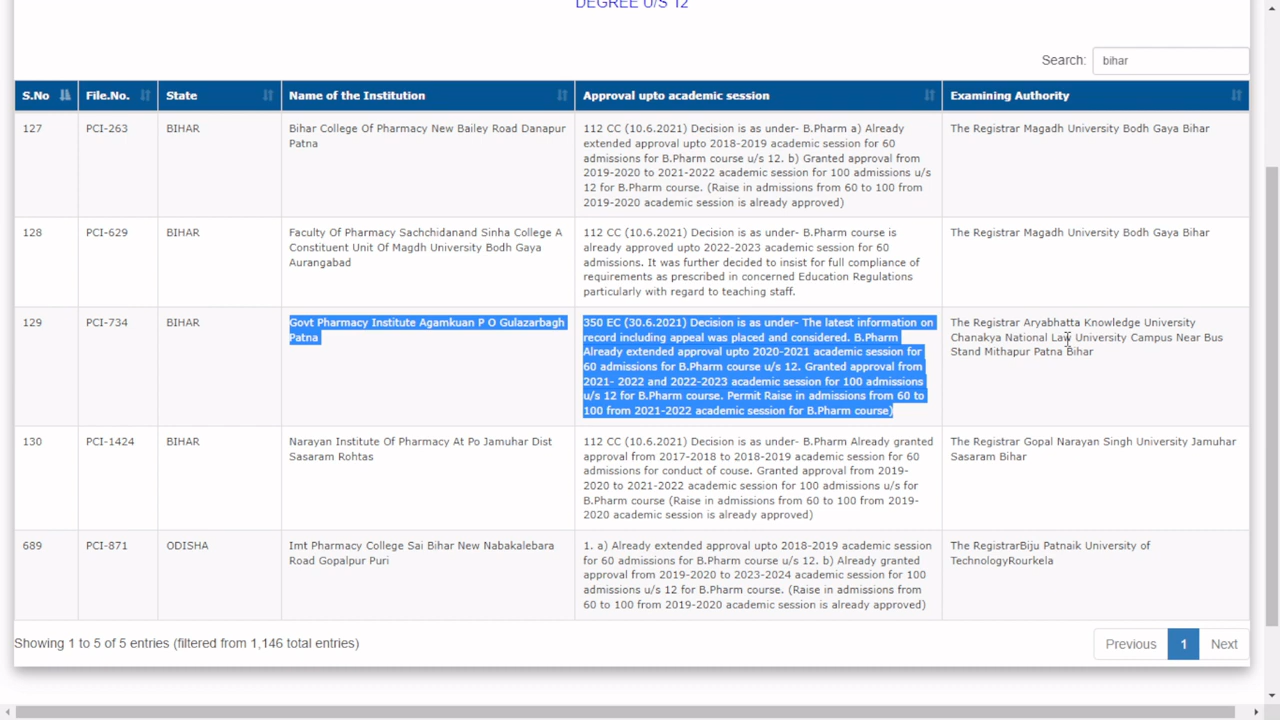 DEGREE U/S 12
Search: bihar
S.No File.No. State Name of the Institution Approval upto academic session Examining Authority
127 PCI-263 BIHAR
Bihar College Of Pharmacy New Bailey Road Danapur
Patna
112 CC (10.6.2021) Decision is as under- B.Pharm a) Already
extended approval upto 2018-2019 academic session for 60
admissions for B.Pharm course u/s 12. b) Granted approval from
2019-2020 to 2021-2022 academic session for 100 admissions u/s
12 for B.Pharm course. (Raise in admissions from 60 to 100 from
2019-2020 academic session is already approved)
The Registrar Magadh University Bodh Gaya Bihar
128 PCI-629 BIHAR
Faculty Of Pharmacy Sachchidanand Sinha College A
Constituent Unit Of Magdh University Bodh Gaya
Aurangabad
112 CC (10.6.2021) Decision is as under- B.Pharm course is
already approved upto 2022-2023 academic session for 60
admissions. It was further decided to insist for full compliance of
requirements as prescribed in concerned Education Regulations
particularly with regard to teaching staff.
The Registrar Magadh University Bodh Gaya Bihar
129 PCI-734 BIHAR
Govt Pharmacy Institute Agamkuan P O Gulazarbagh
Patna
350 EC (30.6.2021) Decision is as under- The latest information on
record including appeal was placed and considered. B.Pharm
Already extended approval upto 2020-2021 academic session for
60 admissions for B.Pharm course u/s 12. Granted approval from
2021- 2022 and 2022-2023 academic session for 100 admissions
u/s 12 for B.Pharm course. Permit Raise in admissions from 60 to
100 from 2021-2022 academic session for B.Pharm course)
The Registrar Aryabhatta Knowledge University
Chanakya National Law University Campus Near Bus
Stand Mithapur Patna Bihar
130 PCI-1424 BIHAR
Narayan Institute Of Pharmacy At Po Jamuhar Dist
Sasaram Rohtas
112 CC (10.6.2021) Decision is as under- B.Pharm Already granted
approval from 2017-2018 to 2018-2019 academic session for 60
admissions for conduct of couse. Granted approval from 2019-
2020 to 2021-2022 academic session for 100 admissions u/s for
B.Pharm course (Raise in admissions from 60 to 100 from 2019-
2020 academic session is already approved)
The Registrar Gopal Narayan Singh University Jamuhar
Sasaram Bihar
689 PCI-871 ODISHA
Imt Pharmacy College Sai Bihar New Nabakalebara
Road Gopalpur Puri
1. a) Already extended approval upto 2018-2019 academic session
for 60 admissions for B.Pharm course u/s 12. b) Already granted
approval from 2019-2020 to 2023-2024 academic session for 100
admissions u/s 12 for B.Pharm course. (Raise in admissions from
60 to 100 from 2019-2020 academic session is already approved)
The RegistrarBiju Patnaik University of
TechnologyRourkela
Showing 1 to 5 of 5 entries (filtered from 1,146 total entries)
Previous 1 Next